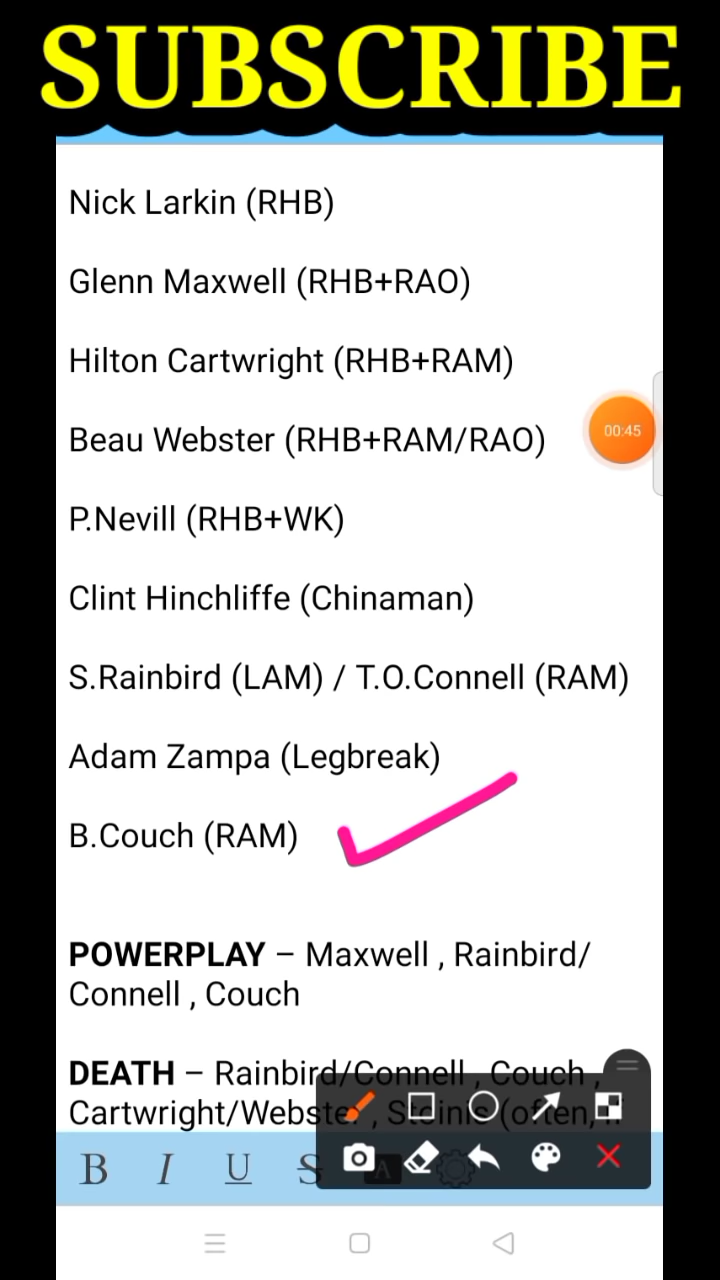 SUBSCRIBE
Nick Larkin (RHB)
Glenn Maxwell (RHB+RAO)
Hilton Cartwright (RHB+RAM)
00:45
Beau Webster (RHB+RAM/RAO)
P.Nevill (RHB+WK)
Clint Hinchliffe (Chinaman)
S.Rainbird (LAM) / T.O.Connell (RAM)
Adam Zampa (Legbreak)
B.Couch (RAM)
POWERPLAY – Maxwell , Rainbird/
Connell , Couch
DEATH – Rainbird/Connell , Couch ,
Cartwright/Webster , Stoinis (often,
B I U S A